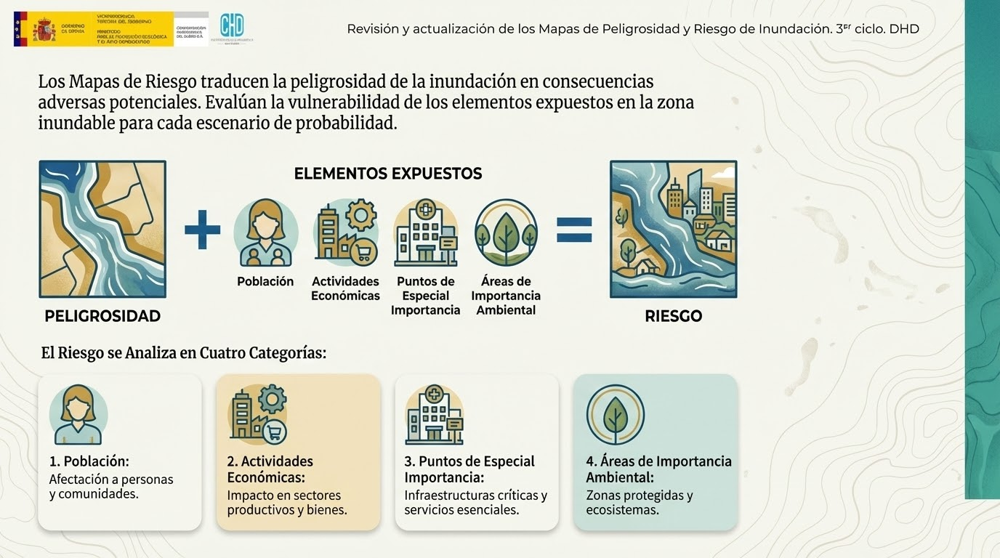 GOBIERNO
DE ESPAÑA
CHD
Revisión y actualización de los Mapas de Peligrosidad y Riesgo de Inundación. 3er ciclo. DHD
Los Mapas de Riesgo traducen la peligrosidad de la inundación en consecuencias
adversas potenciales. Evalúan la vulnerabilidad de los elementos expuestos en la zona
inundable para cada escenario de probabilidad.
ELEMENTOS EXPUESTOS
Población
Actividades
Económicas
Puntos de
Especial
Importancia
Áreas de
Importancia
Ambiental
PELIGROSIDAD
RIESGO
El Riesgo se Analiza en Cuatro Categorías:
1. Población:
Afectación a personas
y comunidades.
2. Actividades
Económicas:
Impacto en sectores
productivos y bienes.
3. Puntos de Especial
Importancia:
Infraestructuras críticas y
servicios esenciales.
4. Áreas de Importancia
Ambiental:
Zonas protegidas y
ecosistemas.